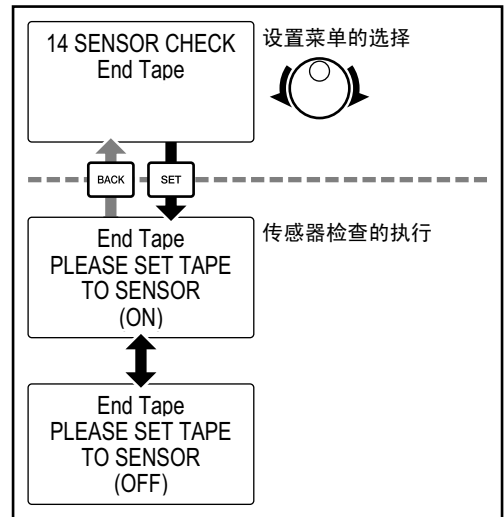 14 SENSOR CHECK
End Tape
设置菜单的选择
BACK
SET
End Tape
PLEASE SET TAPE
TO SENSOR
(ON)
传感器检查的执行
End Tape
PLEASE SET TAPE
TO SENSOR
(OFF)